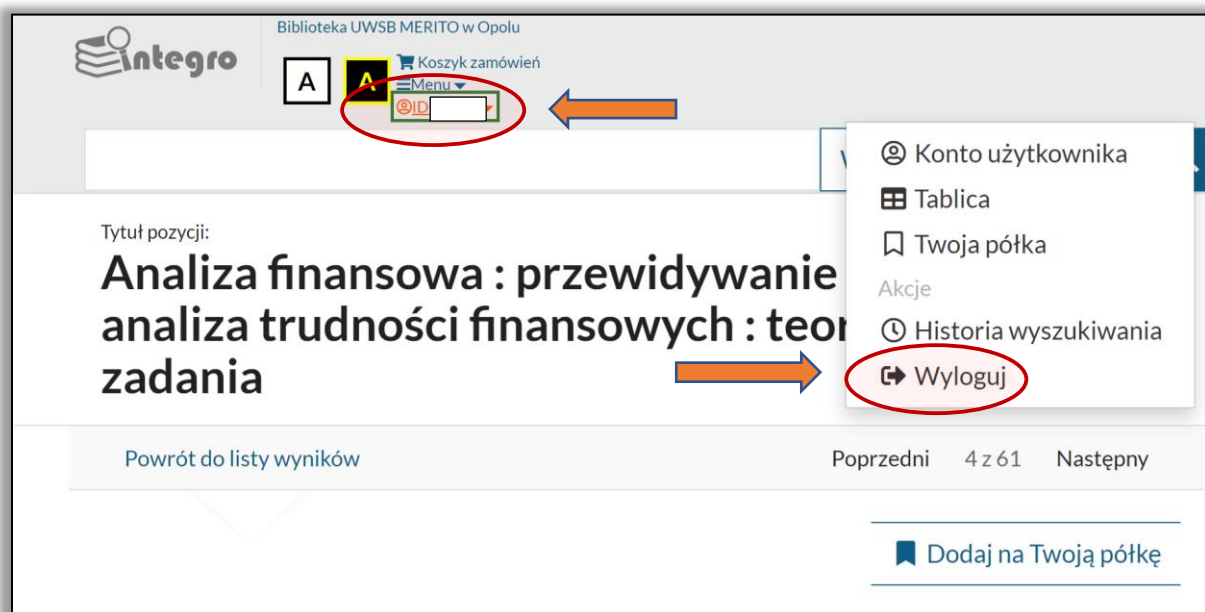 integro
Biblioteka UWSB MERITO w Opolu
A
A
Koszyk zamówień
Menu
ID
Konto użytkownika
Tablica
Twoja półka
Akcje
Historia wyszukiwania
Wyloguj
Tytuł pozycji:
Analiza finansowa : przewidywanie
analiza trudności finansowych : teor
zadania
Powrót do listy wyników
Poprzedni 4 z 61 Następny
Dodaj na Twoją półkę